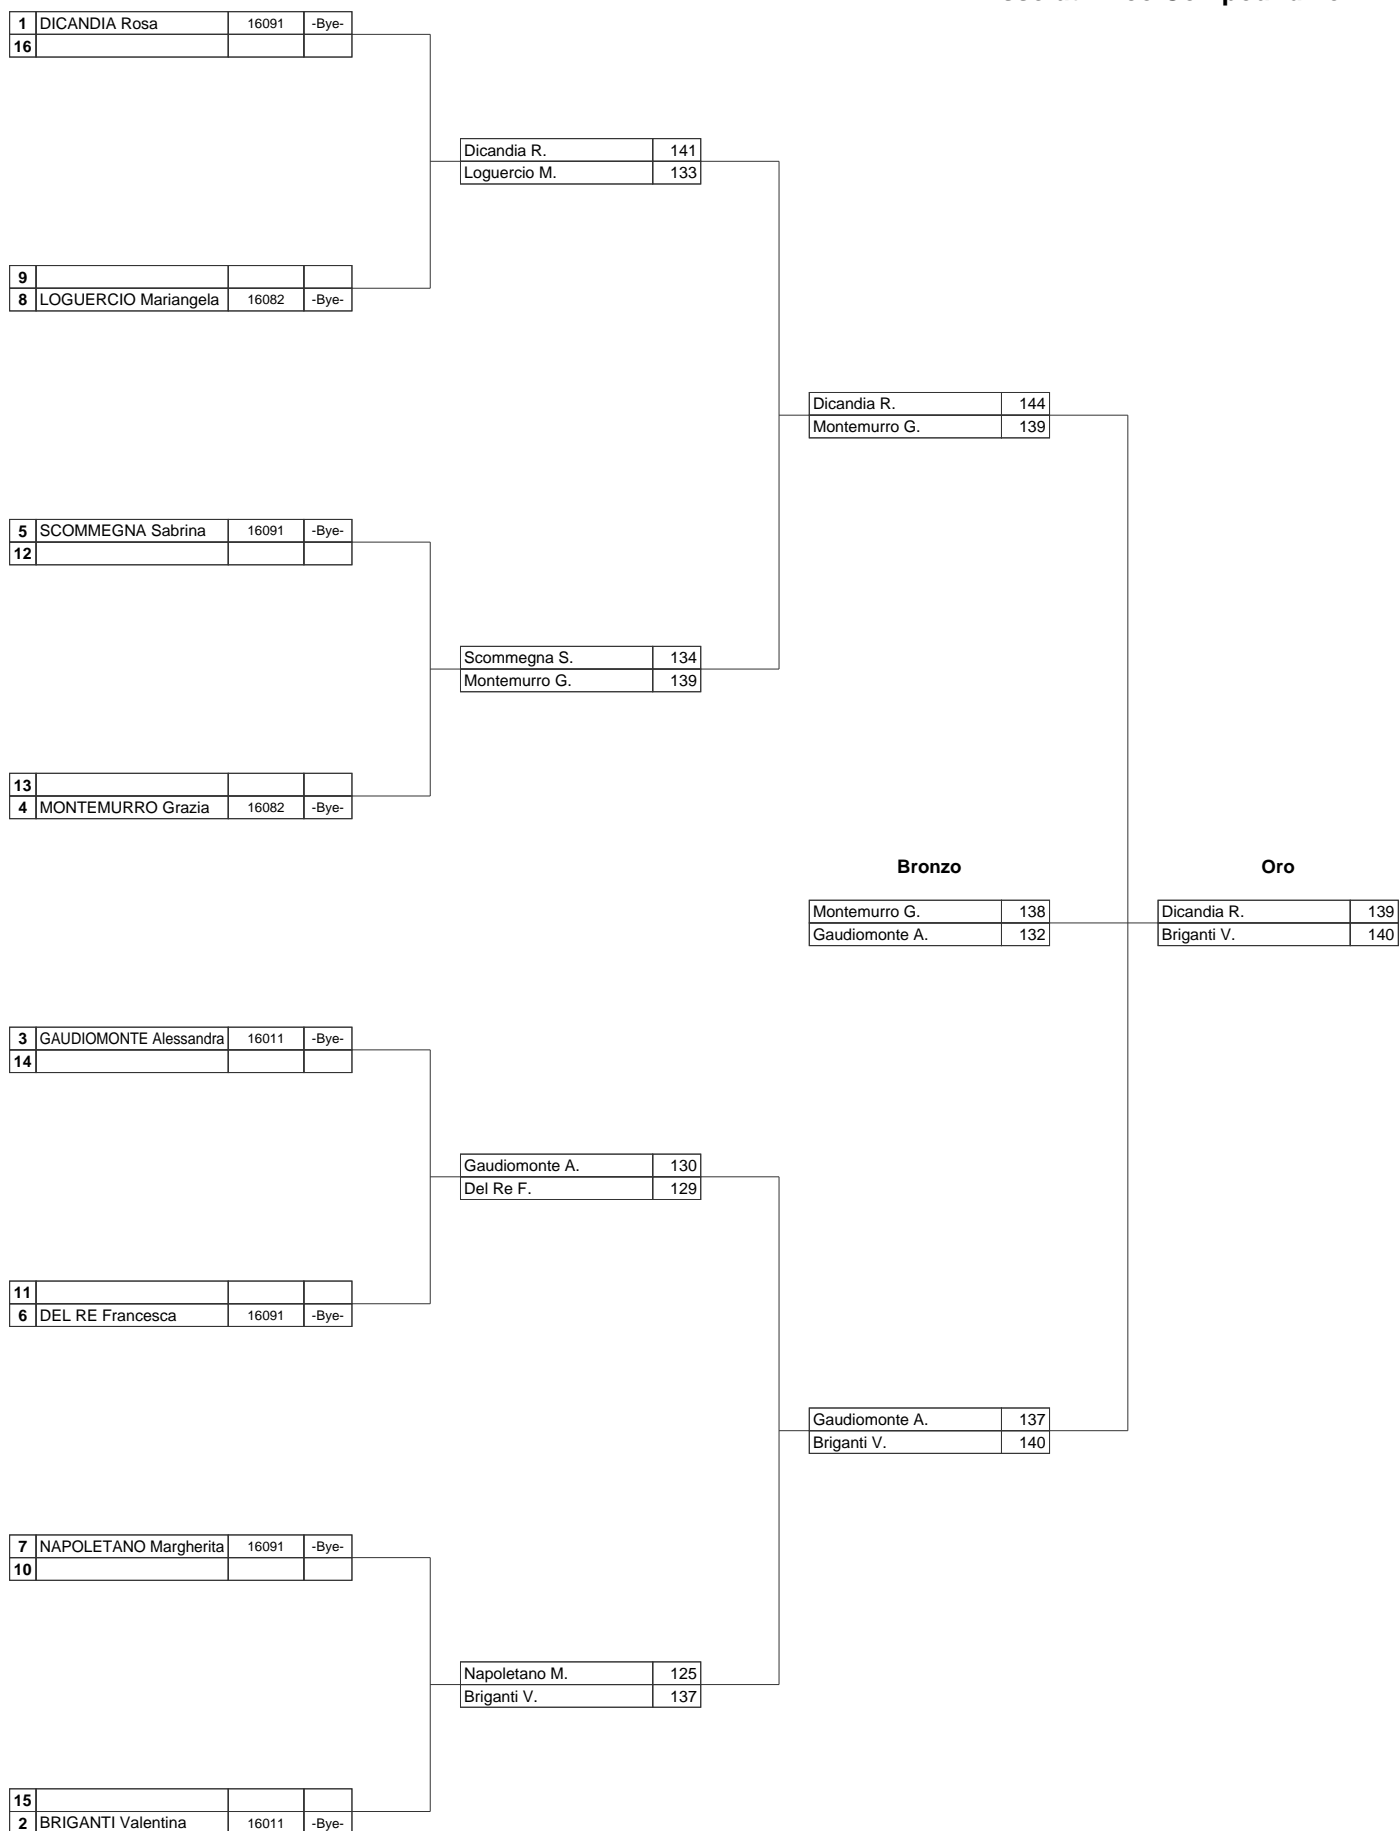 1 DICANDIA Rosa 16091 -Bye-
16
Dicandia R. 141
Loguercio M. 133
9
8 LOGUERCIO Mariangela 16082 -Bye-
Dicandia R. 144
Montemurro G. 139
5 SCOMMEGNA Sabrina 16091 -Bye-
12
Scommegna S. 134
Montemurro G. 139
13
4 MONTEMURRO Grazia 16082 -Bye-
Bronzo Oro
Montemurro G. 138 Dicandia R. 139
Gaudiomonte A. 132 Briganti V. 140
3 GAUDIOMONTE Alessandra 16011 -Bye-
14
Gaudiomonte A. 130
Del Re F. 129
11
6 DEL RE Francesca 16091 -Bye-
Gaudiomonte A. 137
Briganti V. 140
7 NAPOLETANO Margherita 16091 -Bye-
10
Napoletano M. 125
Briganti V. 137
15
2 BRIGANTI Valentina 16011 -Bye-